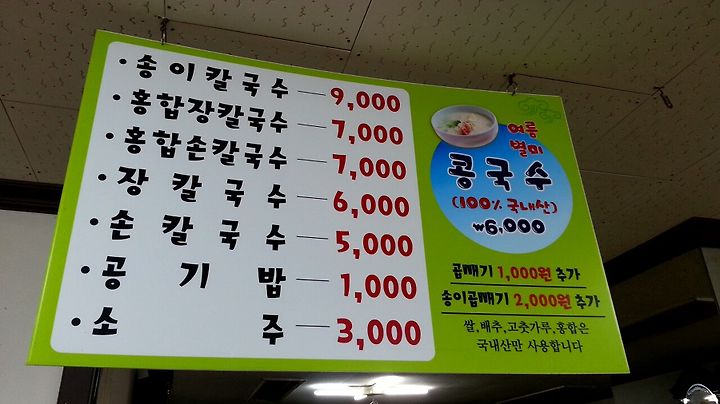 ·송이칼국수 — 9,000
·홍합장칼국수 — 7,000
·홍합손칼국수 — 7,000
·장칼국수 — 6,000
·손칼국수 — 5,000
·공기밥 — 1,000
·소주 — 3,000
여름
별미
콩국수
(100% 국내산)
₩6,000
곱빼기 1,000원 추가
송이곱빼기 2,000원 추가
쌀,배추,고춧가루,홍합은
국내산만 사용합니다